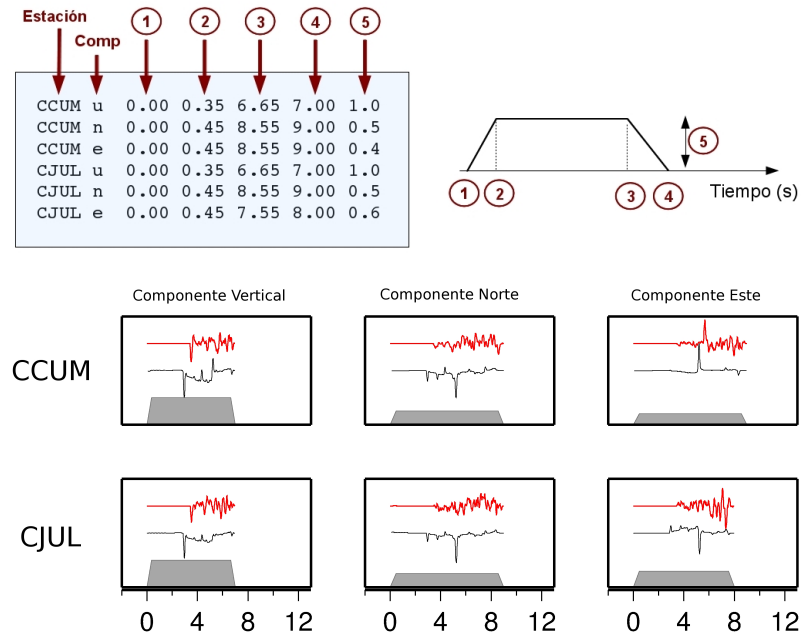 Estación
Comp
1 2 3 4 5
CCUM u 0.00 0.35 6.65 7.00 1.0
CCUM n 0.00 0.45 8.55 9.00 0.5
CCUM e 0.00 0.45 8.55 9.00 0.4
CJUL u 0.00 0.35 6.65 7.00 1.0
CJUL n 0.00 0.45 8.55 9.00 0.5
CJUL e 0.00 0.45 7.55 8.00 0.6
5
1 2 3 4
Tiempo (s)
Componente Vertical
Componente Norte
Componente Este
CCUM
CJUL
0 4 8 12
0 4 8 12
0 4 8 12